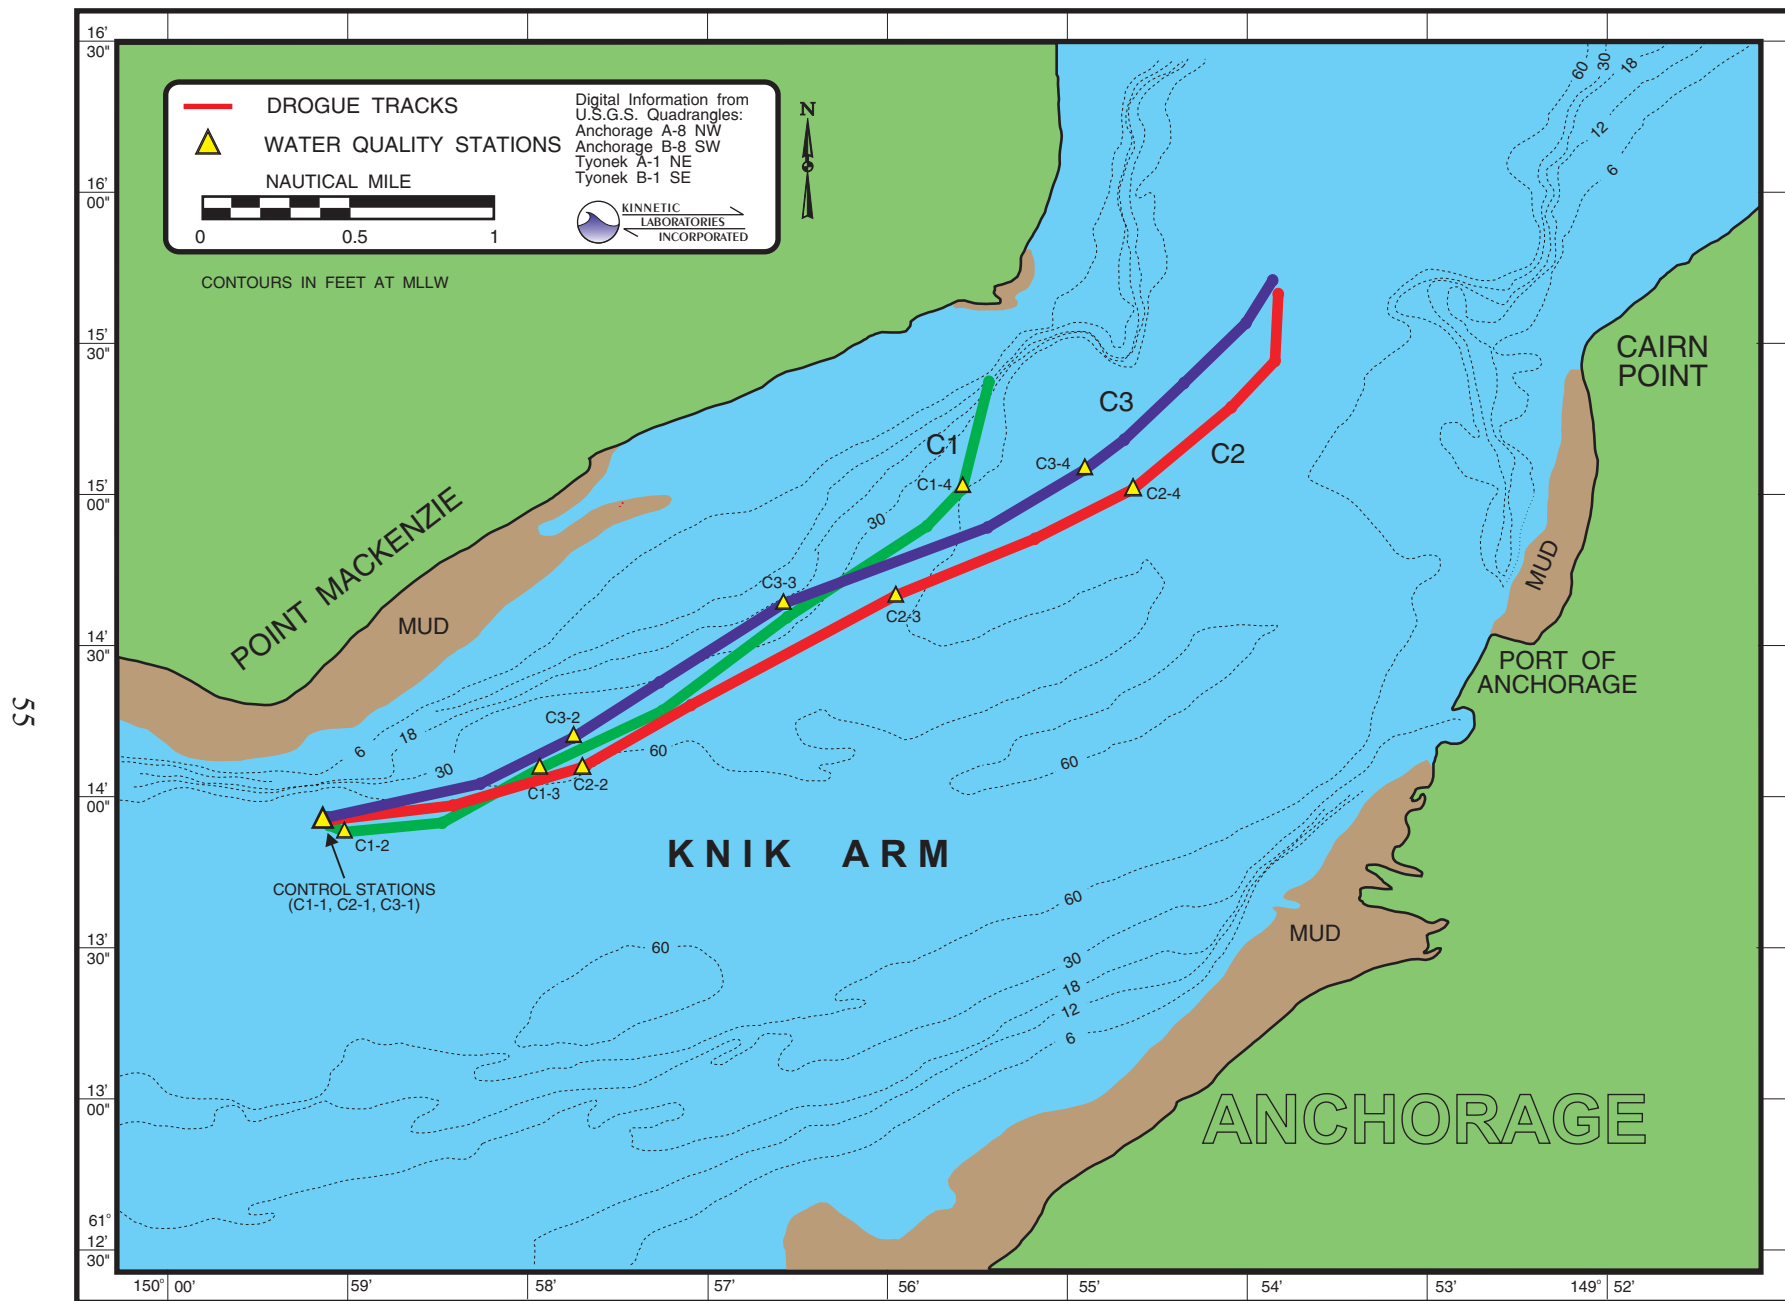 16'
30"
DROGUE TRACKS
WATER QUALITY STATIONS
NAUTICAL MILE
0 0.5 1
Digital Information from
U.S.G.S. Quadrangles:
Anchorage A-8 NW
Anchorage B-8 SW
Tyonek A-1 NE
Tyonek B-1 SE
KINNETIC
LABORATORIES
INCORPORATED
N
CONTOURS IN FEET AT MLLW
60
30
18
12
6
16'
00"
15'
30"
CAIRN
POINT
C3
C1
C2
C3-4
C1-4
C2-4
15'
00"
30
POINT MACKENZIE
MUD
MUD
C3-3
C2-3
14'
30"
PORT OF
ANCHORAGE
55
C3-2
6
18
30
60
60
C1-3
C2-2
14'
00"
C1-2
KNIK ARM
CONTROL STATIONS
(C1-1, C2-1, C3-1)
60
MUD
13'
30"
60
30
18
12
6
13'
00"
ANCHORAGE
61°
12'
30"
150° 00' 59' 58' 57' 56' 55' 54' 53' 149° 52'